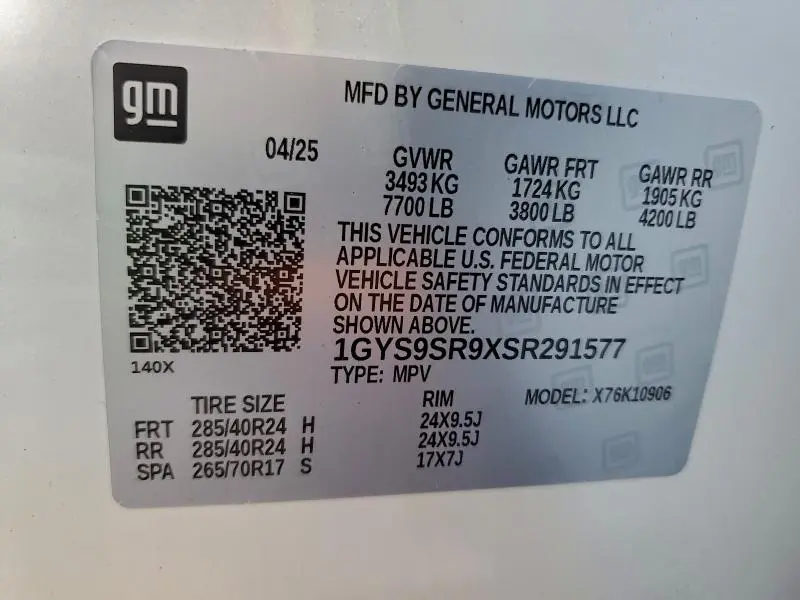 gm
MFD BY GENERAL MOTORS LLC
04/25
GVWR GAWR FRT GAWR RR
3493 KG 1724 KG 1905 KG
7700 LB 3800 LB 4200 LB
THIS VEHICLE CONFORMS TO ALL
APPLICABLE U.S. FEDERAL MOTOR
VEHICLE SAFETY STANDARDS IN EFFECT
ON THE DATE OF MANUFACTURE
SHOWN ABOVE.
1GYS9SR9XSR291577
140X
TYPE: MPV
MODEL: X76K10906
TIRE SIZE RIM
FRT 285/40R24 H 24X9.5J
RR 285/40R24 H 24X9.5J
SPA 265/70R17 S 17X7J